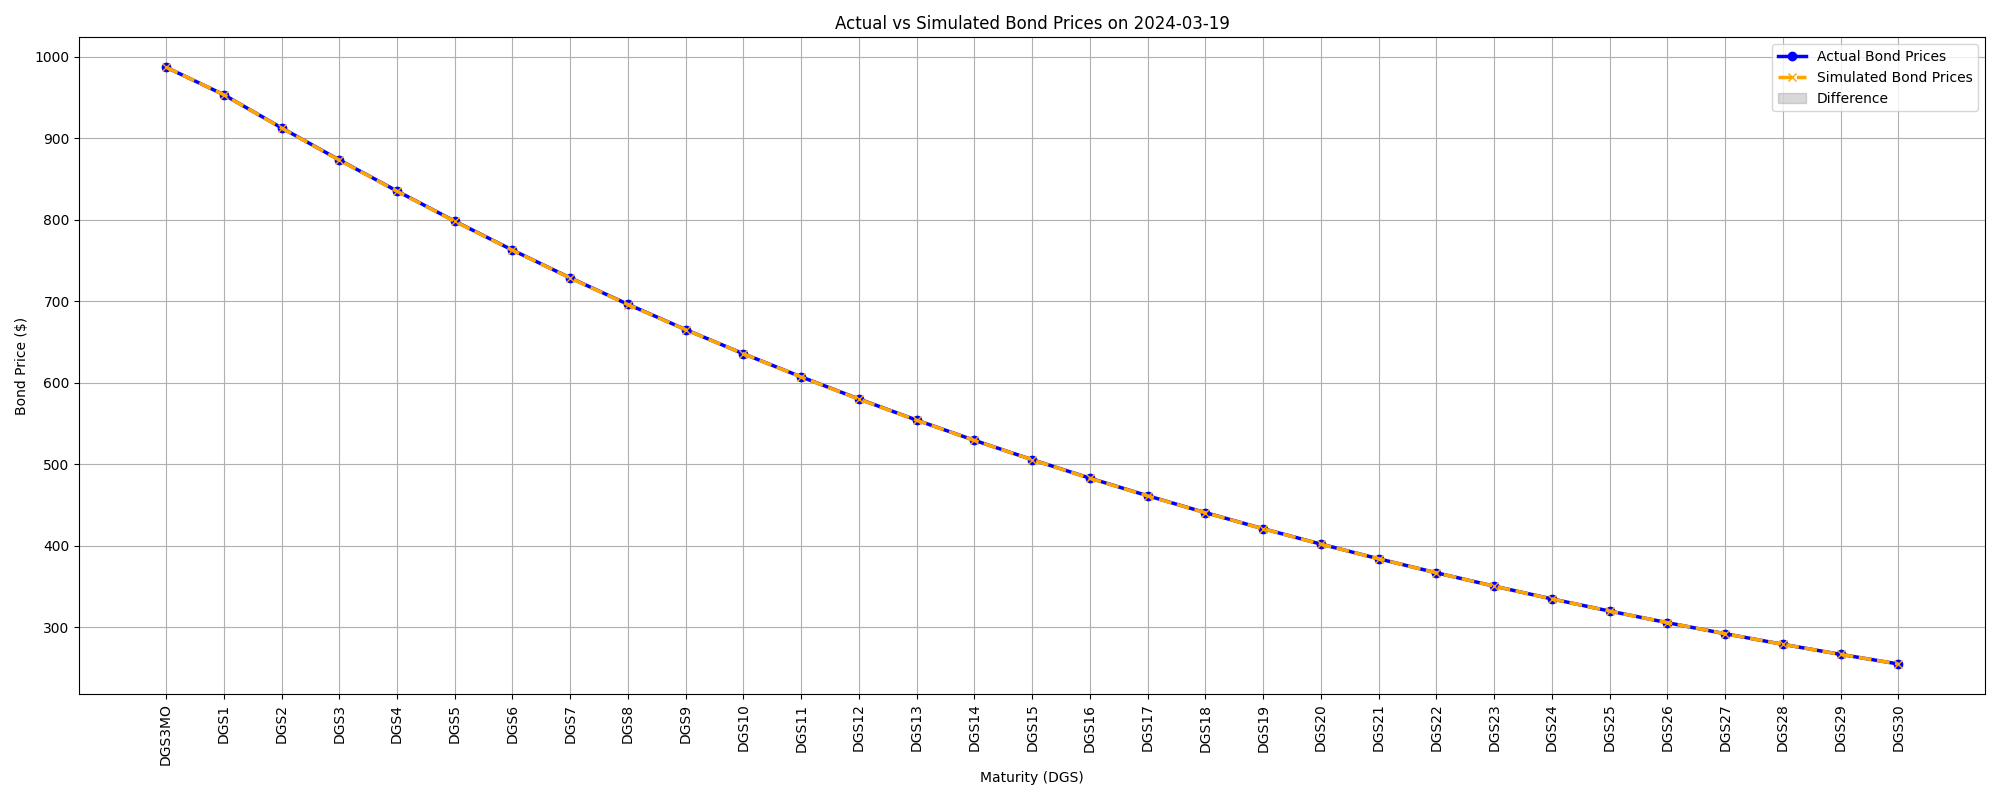 Actual vs Simulated Bond Prices on 2024-03-19
Actual Bond Prices
Simulated Bond Prices
Difference
Bond Price ($)
1000
900
800
700
600
500
400
300
DGS3MO
DGS1
DGS2
DGS3
DGS4
DGS5
DGS6
DGS7
DGS8
DGS9
DGS10
DGS11
DGS12
DGS13
DGS14
DGS15
DGS16
DGS17
DGS18
DGS19
DGS20
DGS21
DGS22
DGS23
DGS24
DGS25
DGS26
DGS27
DGS28
DGS29
DGS30
Maturity (DGS)